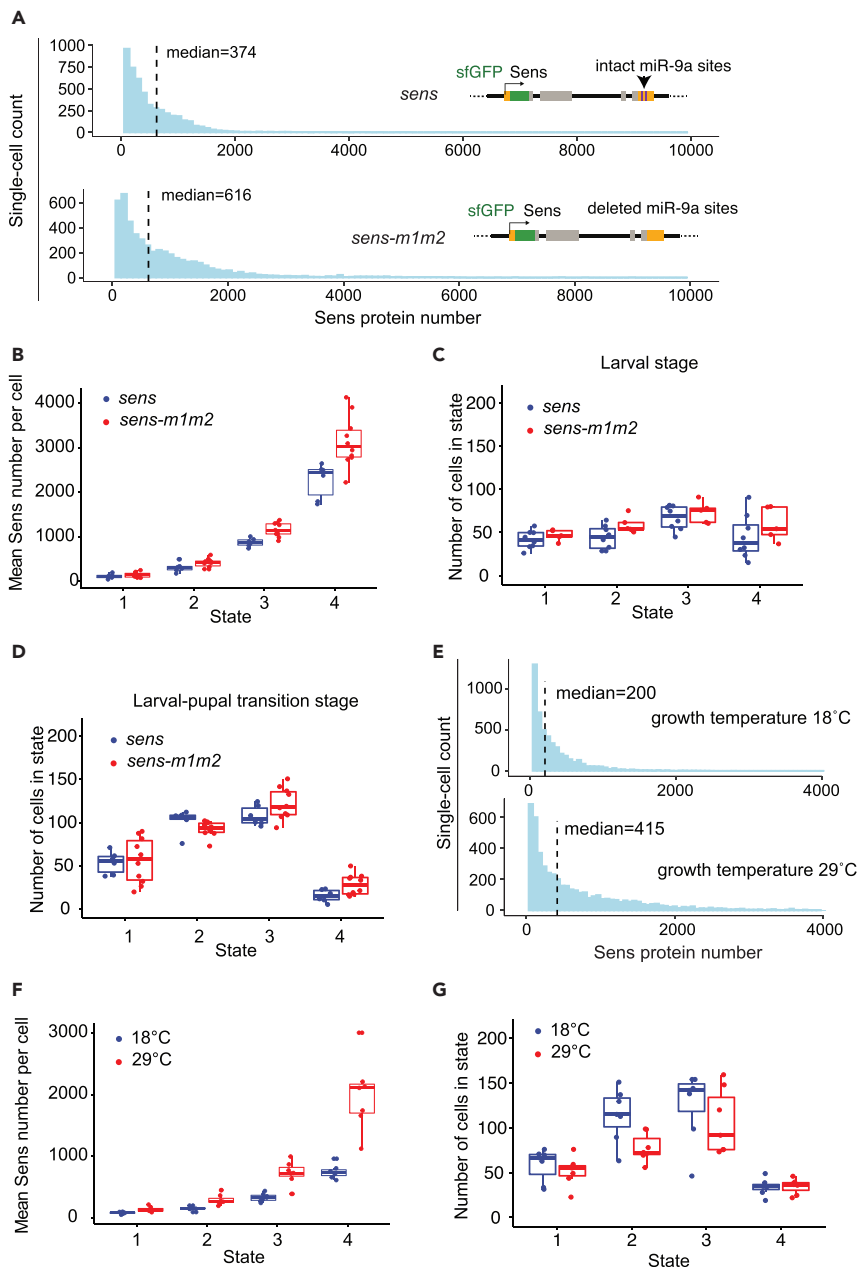 A
Single-cell count
1000
750
500
250
0
median=374
sens
sfGFP Sens
intact miR-9a sites
0 2000 4000 6000 8000 10000
600
400
200
0
median=616
sens-m1m2
sfGFP Sens
deleted miR-9a sites
0 2000 4000 6000 8000 10000
Sens protein number
B
Mean Sens number per cell
sens
sens-m1m2
4000
3000
2000
1000
0
1 2 3 4
State
C
Larval stage
Number of cells in state
sens
sens-m1m2
200
150
100
50
0
1 2 3 4
State
D
Larval-pupal transition stage
Number of cells in state
sens
sens-m1m2
200
150
100
50
0
1 2 3 4
State
E
Single-cell count
1000
500
0
median=200
growth temperature 18˚C
0 2000 4000
600
400
200
0
median=415
growth temperature 29˚C
0 2000 4000
Sens protein number
F
Mean Sens number per cell
18°C
29°C
3000
2000
1000
0
1 2 3 4
State
G
Number of cells in state
18°C
29°C
200
150
100
50
0
1 2 3 4
State